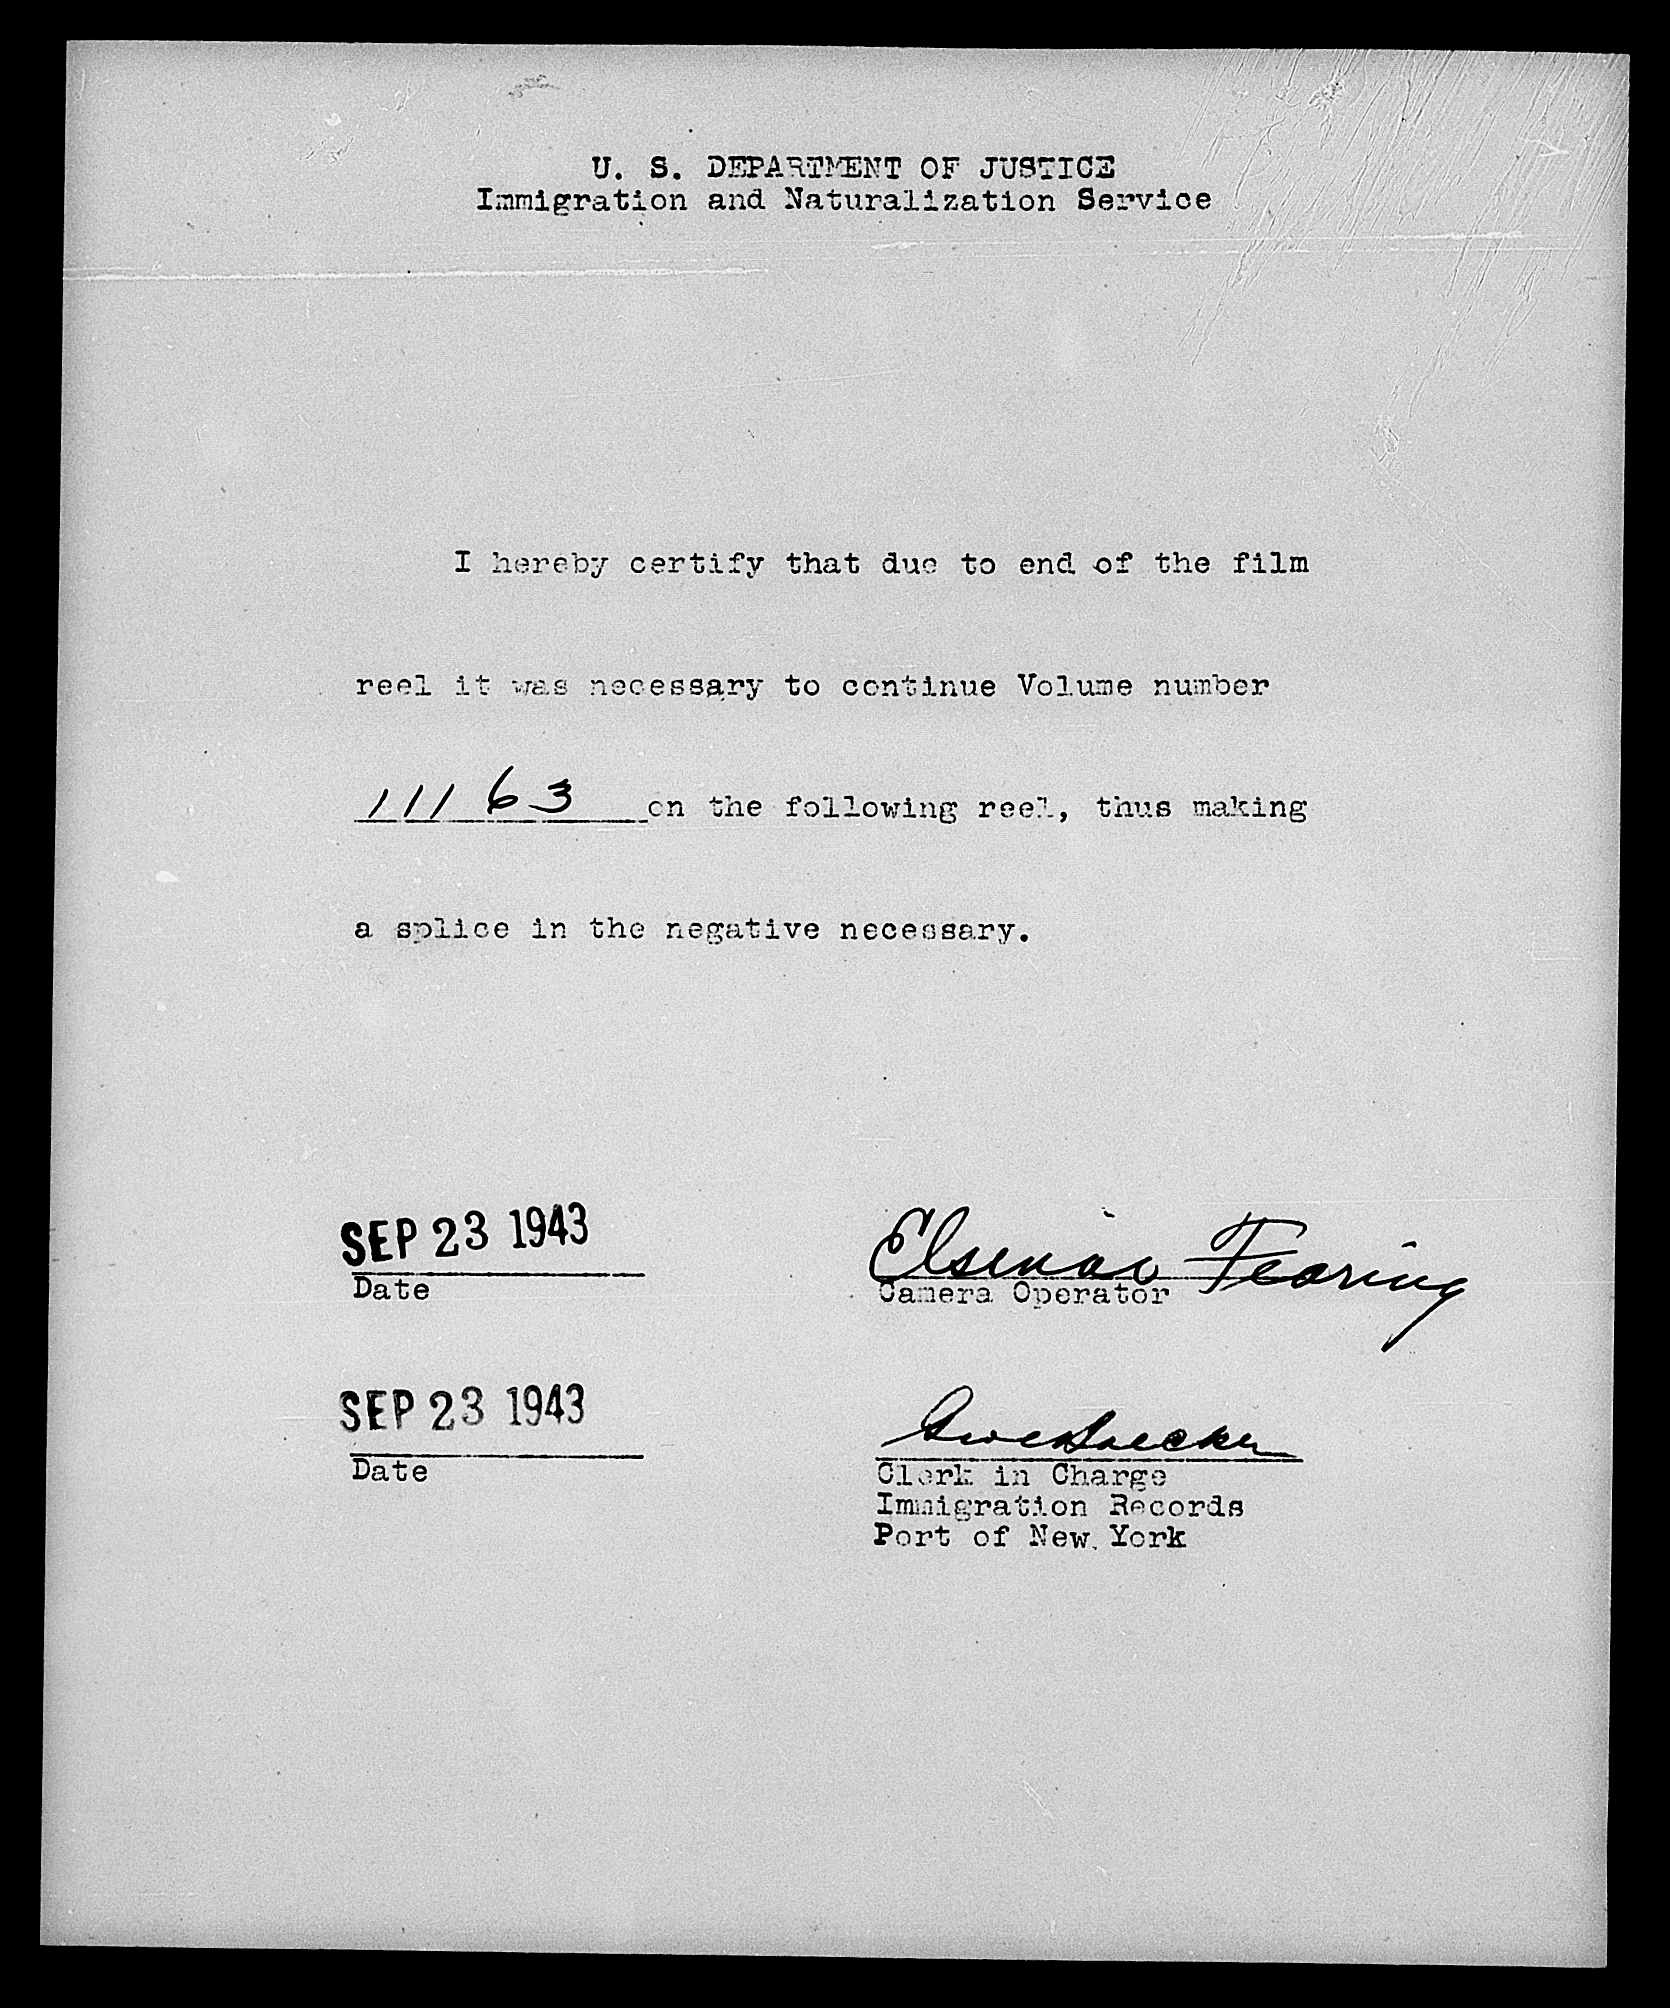 U. S. DEPARTMENT OF JUSTICE
Immigration and Naturalization Service
I hereby certify that due to end of the film
reel it was necessary to continue Volume number
11163 on the following reel, thus making
a splice in the negative necessary.
SEP 23 1943
Date
Fearing
Camera Operator
SEP 23 1943
Date
Clerk in Charge
Immigration Records
Port of New York